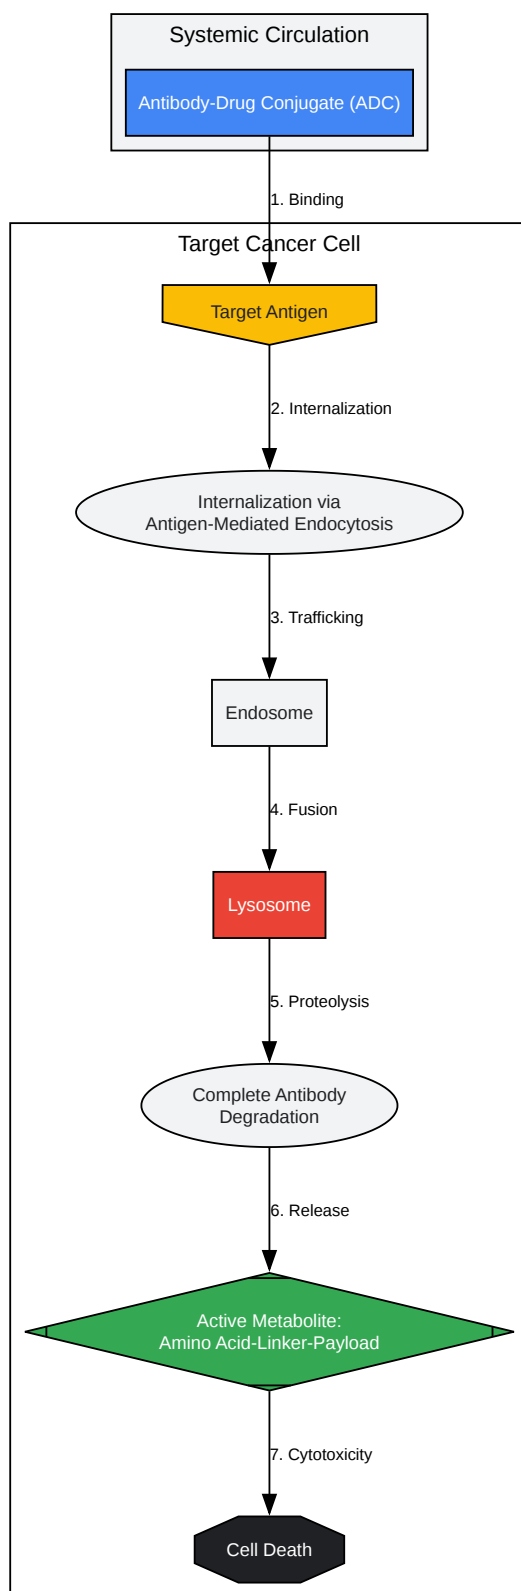 Systemic Circulation
Antibody-Drug Conjugate (ADC)
1. Binding
Target Cancer Cell
Target Antigen
2. Internalization
Internalization via
Antigen-Mediated Endocytosis
3. Trafficking
Endosome
4. Fusion
Lysosome
5. Proteolysis
Complete Antibody
Degradation
6. Release
Active Metabolite:
Amino Acid-Linker-Payload
7. Cytotoxicity
Cell Death